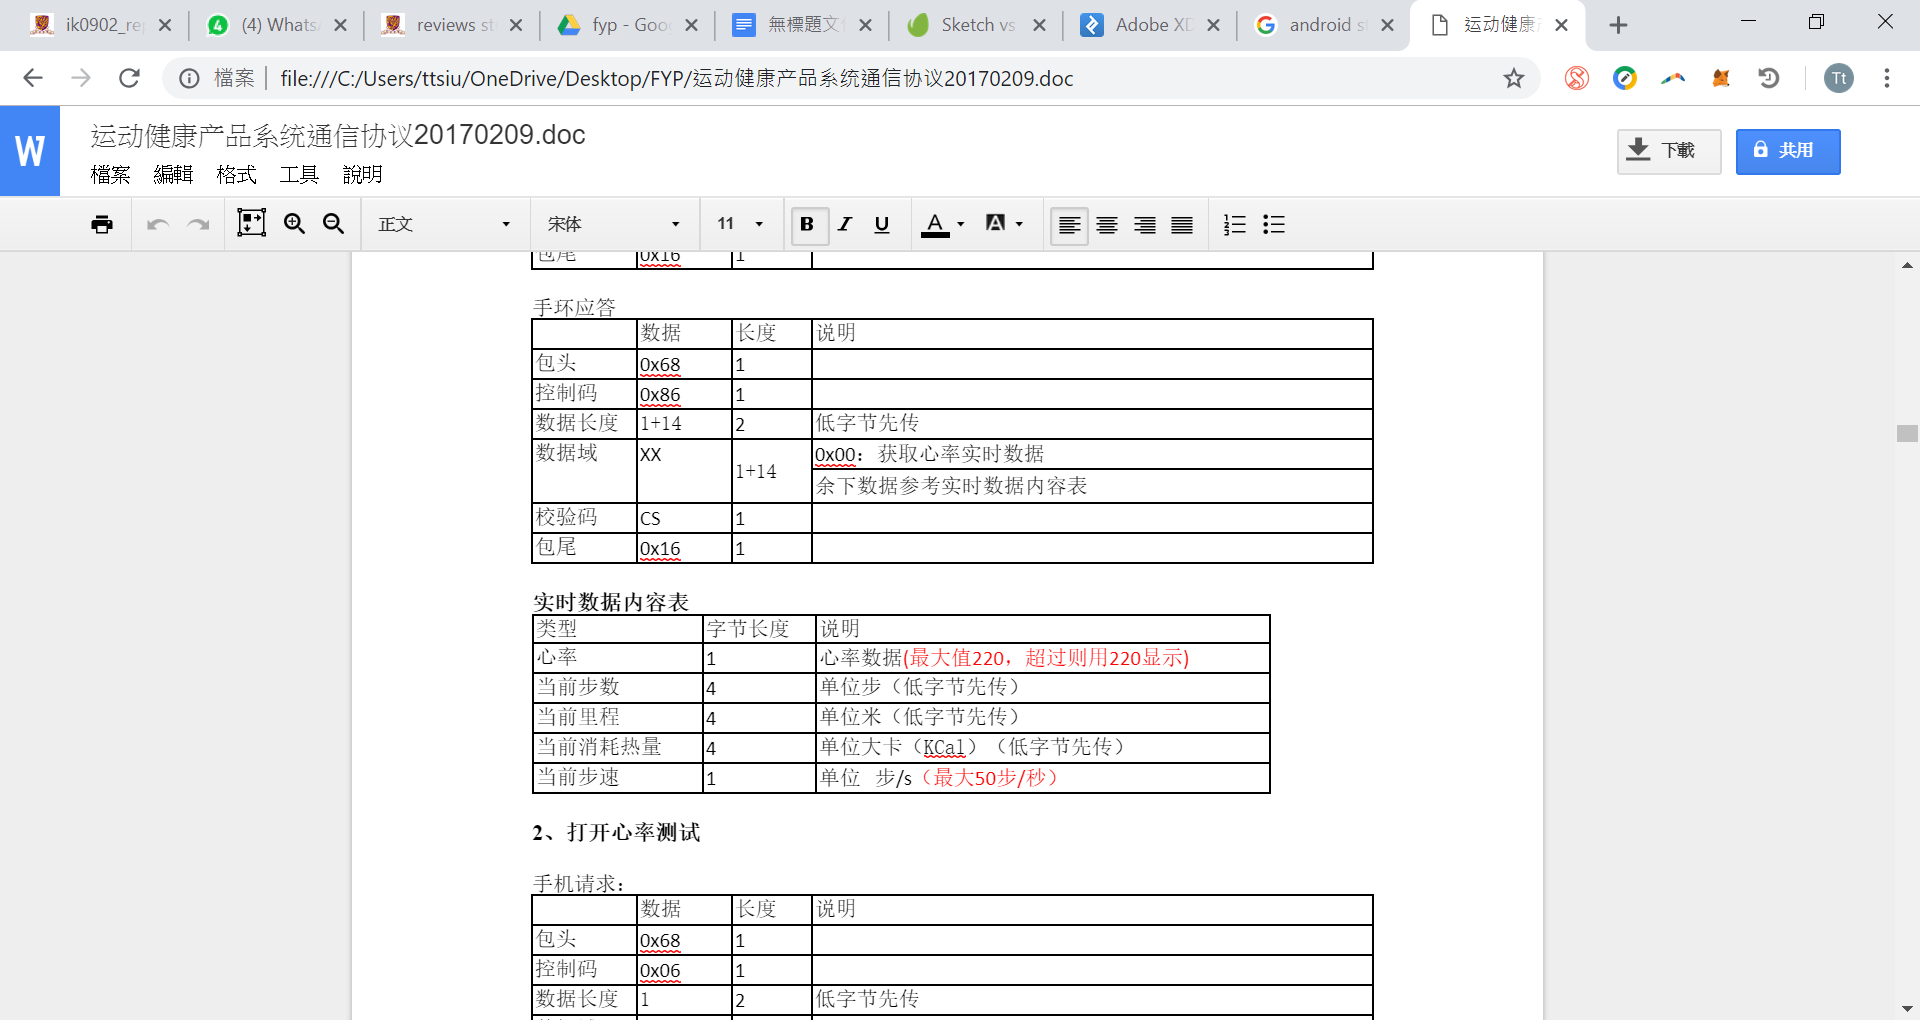 ik0902_re
(4) Whats
reviews st
fyp - Goo
無標題文
Sketch vs
Adobe XD
android s
运动健康
檔案
file:///C:/Users/ttsiu/OneDrive/Desktop/FYP/运动健康产品系统通信协议20170209.doc
Tt
W
运动健康产品系统通信协议20170209.doc
下載
共用
檔案 編輯 格式 工具 說明
正文 宋体 11 B I U A A
包尾 0x16 1
手环应答
数据 长度 说明
包头 0x68 1
控制码 0x86 1
数据长度 1+14 2 低字节先传
数据域 XX 1+14 0x00：获取心率实时数据
余下数据参考实时数据内容表
校验码 CS 1
包尾 0x16 1
实时数据内容表
类型 字节长度 说明
心率 1 心率数据(最大值220，超过则用220显示)
当前步数 4 单位步（低字节先传）
当前里程 4 单位米（低字节先传）
当前消耗热量 4 单位大卡（KCal）（低字节先传）
当前步速 1 单位 步/s（最大50步/秒）
2、打开心率测试
手机请求：
数据 长度 说明
包头 0x68 1
控制码 0x06 1
数据长度 1 2 低字节先传